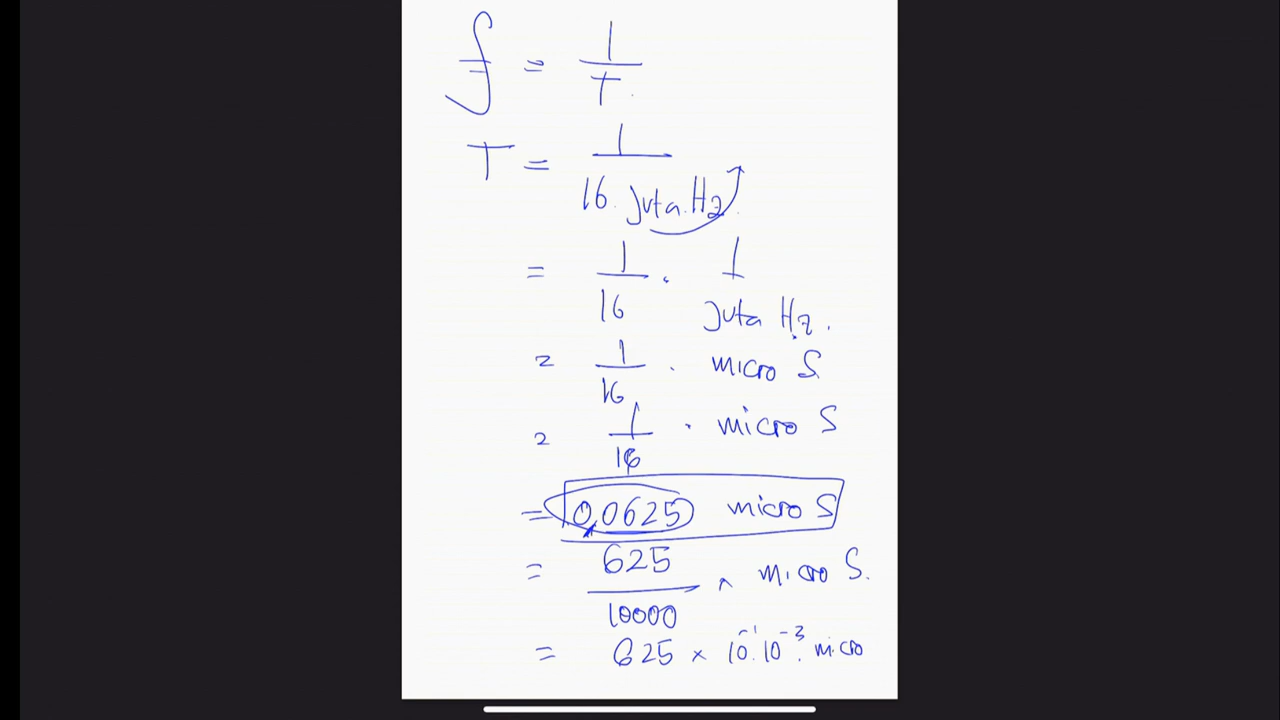 f = 1/T
T = 1/16. juta. Hz
= 1/16 . 1/juta Hz.
= 1/16 . micro S
= 1/16 . micro S
= 0,0625 micro S
= 625/10000 × micro S.
= 625 × 10⁻¹.10⁻³. micro